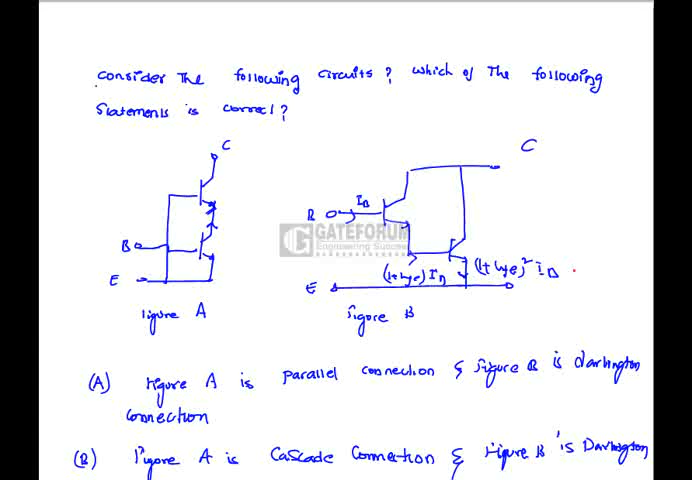 consider The following circuits? which of The following
statements is correct?
C
C
IB
B
B
GATEFORUM
Engineering Success
(1+hfe) IB
(1+hfe)² IB
E
E
Figure A
Figure B
(A) Figure A is parallel connection & Figure B is darlington
connection
(B) Figure A is Cascade Connection & Figure B is Darlington